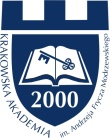 KRAKOWSKA AKADEMIA
im. Andrzeja Frycza Modrzewskiego
2000